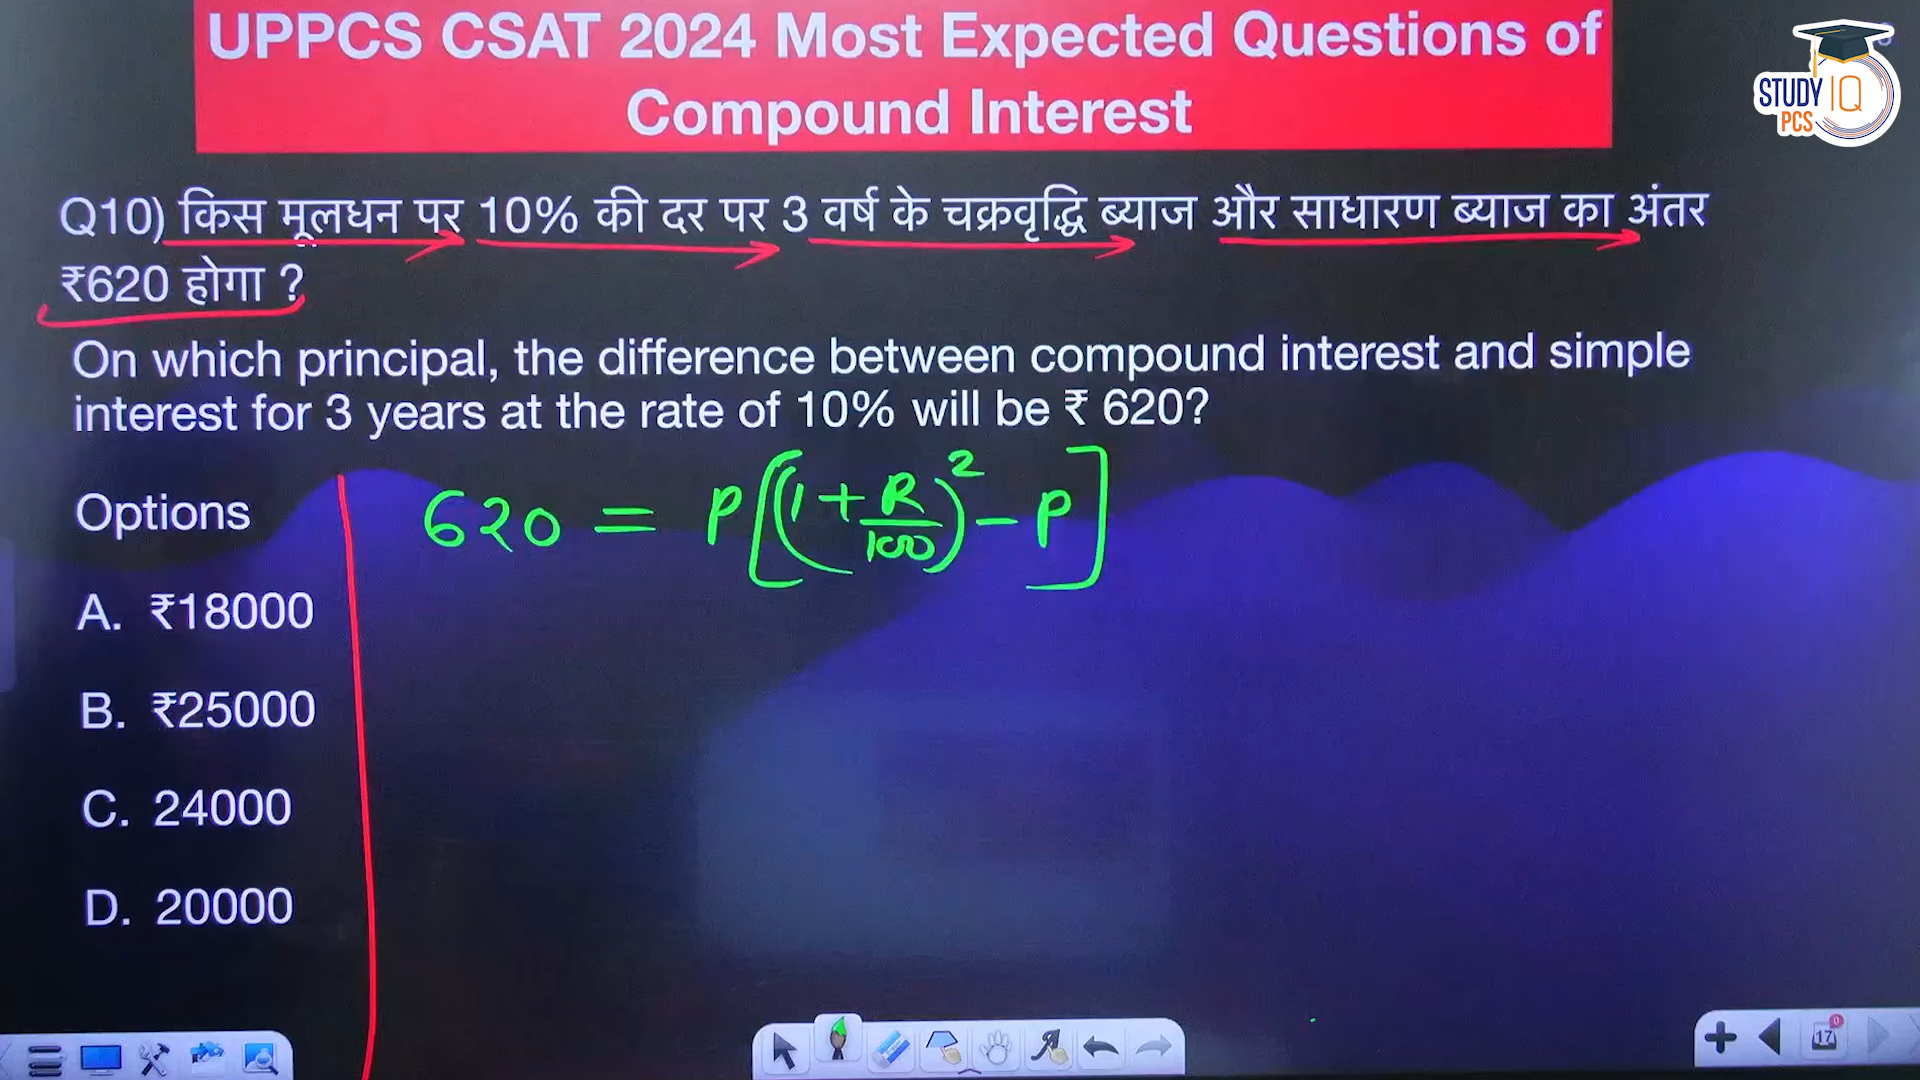 UPPCS CSAT 2024 Most Expected Questions of
Compound Interest
STUDY IQ
PCS
Q10) किस मूलधन पर 10% की दर पर 3 वर्ष के चक्रवृद्धि ब्याज और साधारण ब्याज का अंतर
₹620 होगा ?
On which principal, the difference between compound interest and simple
interest for 3 years at the rate of 10% will be ₹ 620?
620 = P[(1+R/100)² - P]
Options
A. ₹18000
B. ₹25000
C. 24000
D. 20000
17
0